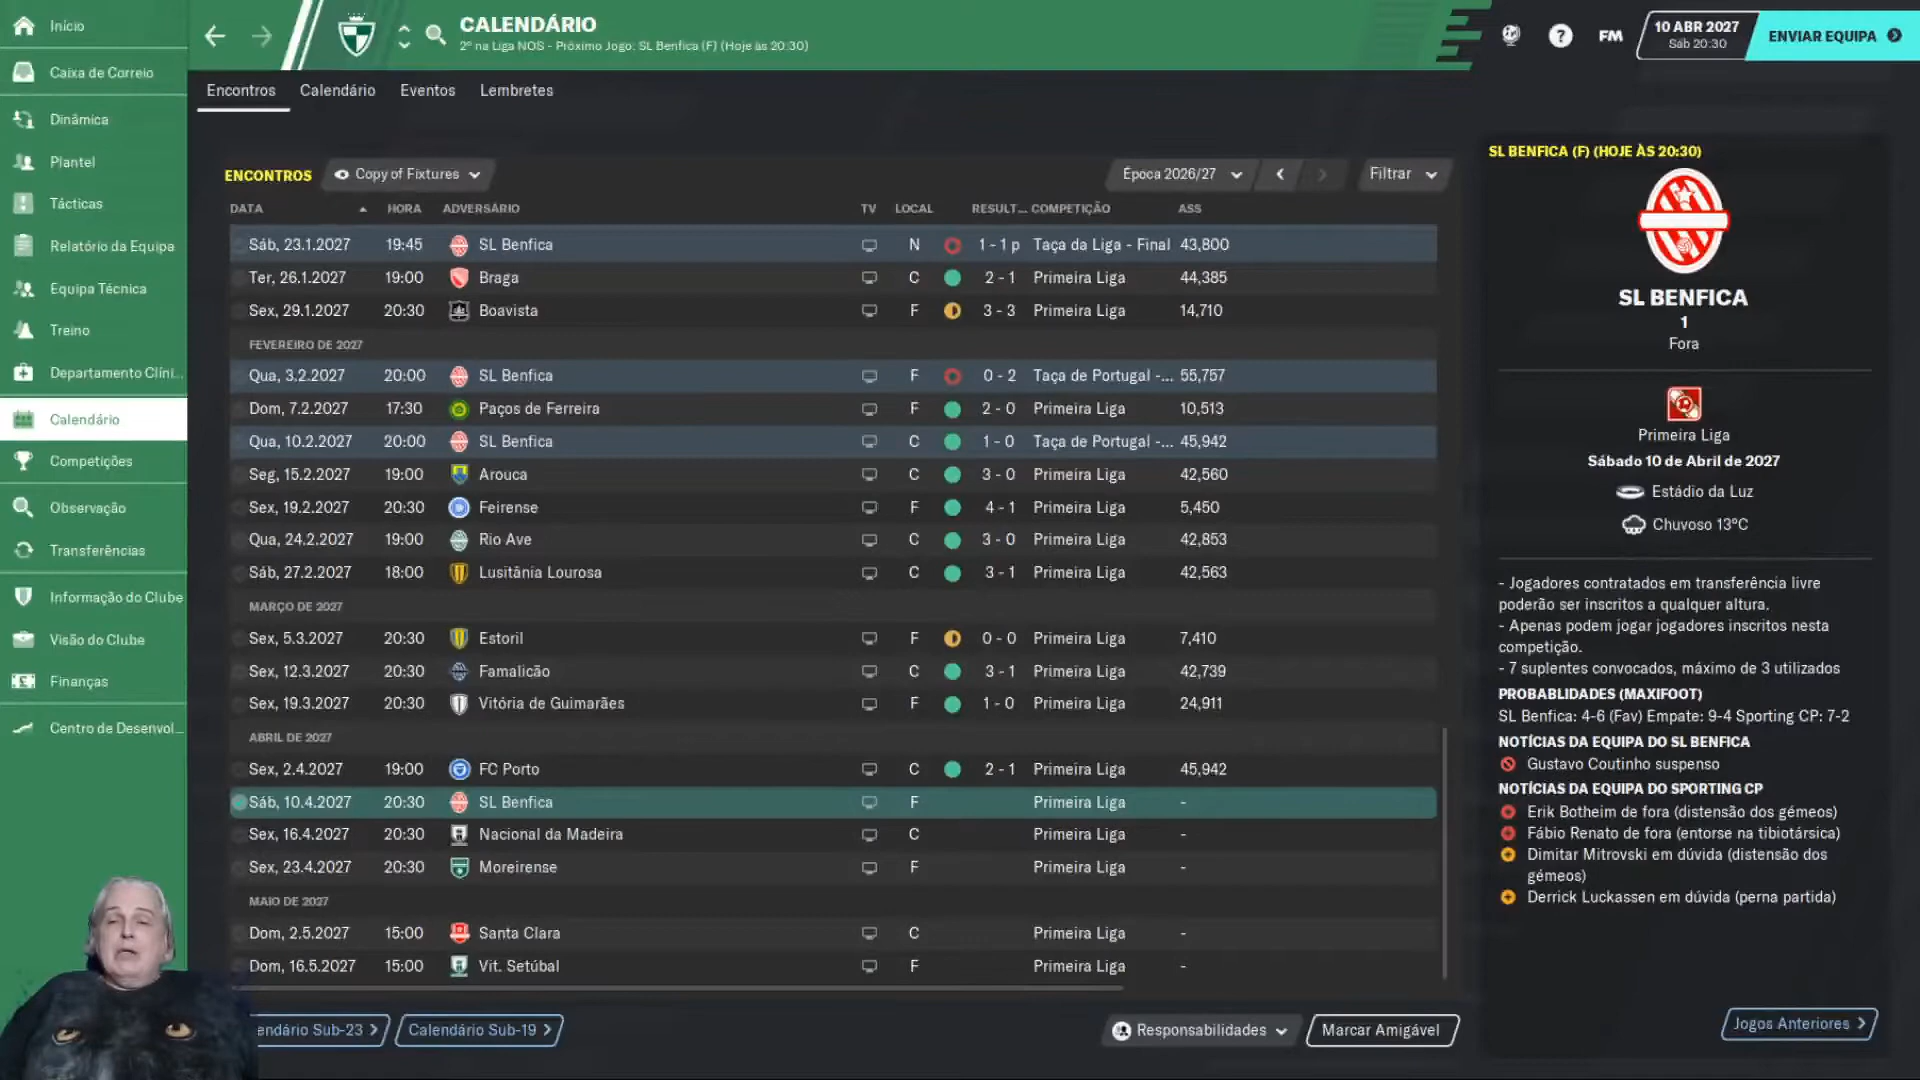 Início
Caixa de Correio
Dinâmica
Plantel
Tácticas
Relatório da Equipa
Equipa Técnica
Treino
Departamento Clíni...
Calendário
Competições
Observação
Transferências
Informação do Clube
Visão do Clube
Finanças
Centro de Desenvol...
CALENDÁRIO
2º na Liga NOS - Próximo Jogo: SL Benfica (F) (Hoje às 20:30)
FM
10 ABR 2027
Sáb 20:30
ENVIAR EQUIPA
Encontros Calendário Eventos Lembretes
ENCONTROS Copy of Fixtures Época 2026/27 Filtrar
DATA HORA ADVERSÁRIO TV LOCAL RESULT... COMPETIÇÃO ASS
Sáb, 23.1.2027 19:45 SL Benfica N 1 - 1 p Taça da Liga - Final 43,800
Ter, 26.1.2027 19:00 Braga C 2 - 1 Primeira Liga 44,385
Sex, 29.1.2027 20:30 Boavista F 3 - 3 Primeira Liga 14,710
FEVEREIRO DE 2027
Qua, 3.2.2027 20:00 SL Benfica F 0 - 2 Taça de Portugal -... 55,757
Dom, 7.2.2027 17:30 Paços de Ferreira F 2 - 0 Primeira Liga 10,513
Qua, 10.2.2027 20:00 SL Benfica C 1 - 0 Taça de Portugal -... 45,942
Seg, 15.2.2027 19:00 Arouca C 3 - 0 Primeira Liga 42,560
Sex, 19.2.2027 20:30 Feirense F 4 - 1 Primeira Liga 5,450
Qua, 24.2.2027 19:00 Rio Ave C 3 - 0 Primeira Liga 42,853
Sáb, 27.2.2027 18:00 Lusitânia Lourosa C 3 - 1 Primeira Liga 42,563
MARÇO DE 2027
Sex, 5.3.2027 20:30 Estoril F 0 - 0 Primeira Liga 7,410
Sex, 12.3.2027 20:30 Famalicão C 3 - 1 Primeira Liga 42,739
Sex, 19.3.2027 20:30 Vitória de Guimarães F 1 - 0 Primeira Liga 24,911
ABRIL DE 2027
Sex, 2.4.2027 19:00 FC Porto C 2 - 1 Primeira Liga 45,942
Sáb, 10.4.2027 20:30 SL Benfica F Primeira Liga -
Sex, 16.4.2027 20:30 Nacional da Madeira C Primeira Liga -
Sex, 23.4.2027 20:30 Moreirense F Primeira Liga -
MAIO DE 2027
Dom, 2.5.2027 15:00 Santa Clara C Primeira Liga -
Dom, 16.5.2027 15:00 Vit. Setúbal F Primeira Liga -
endário Sub-23 Calendário Sub-19 Responsabilidades Marcar Amigável
SL BENFICA (F) (HOJE ÀS 20:30)
SL BENFICA
1
Fora
Primeira Liga
Sábado 10 de Abril de 2027
Estádio da Luz
Chuvoso 13ºC
- Jogadores contratados em transferência livre
poderão ser inscritos a qualquer altura.
- Apenas podem jogar jogadores inscritos nesta
competição.
- 7 suplentes convocados, máximo de 3 utilizados
PROBABLIDADES (MAXIFOOT)
SL Benfica: 4-6 (Fav) Empate: 9-4 Sporting CP: 7-2
NOTÍCIAS DA EQUIPA DO SL BENFICA
Gustavo Coutinho suspenso
NOTÍCIAS DA EQUIPA DO SPORTING CP
Erik Botheim de fora (distensão dos gémeos)
Fábio Renato de fora (entorse na tibiotársica)
Dimitar Mitrovski em dúvida (distensão dos
gémeos)
Derrick Luckassen em dúvida (perna partida)
Jogos Anteriores